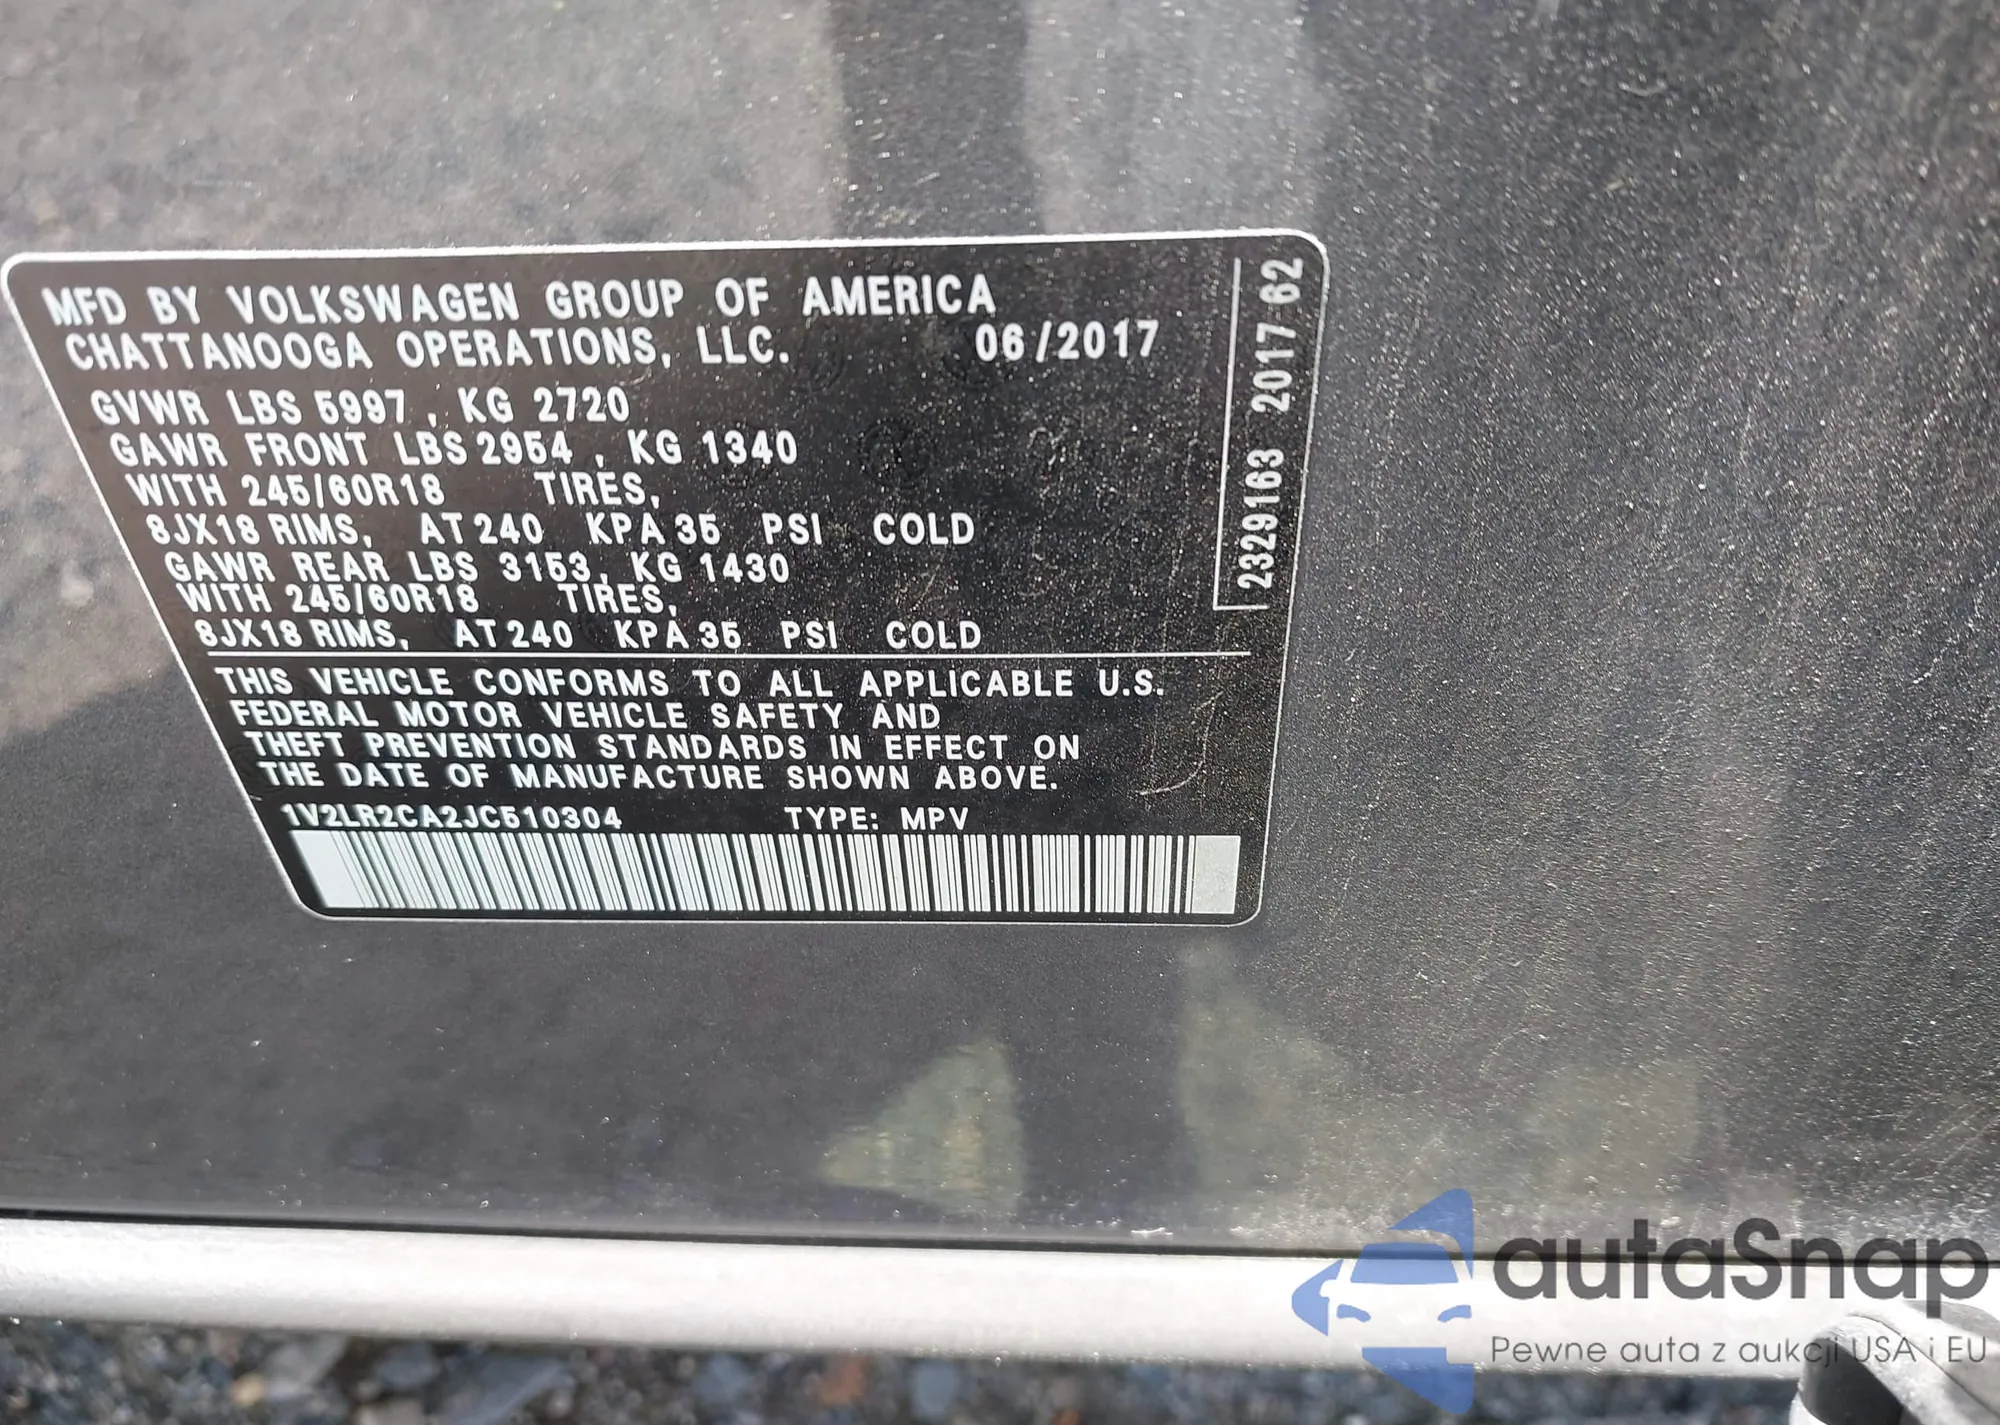 MFD BY VOLKSWAGEN GROUP OF AMERICA
CHATTANOOGA OPERATIONS, LLC. 06/2017
GVWR LBS 5997 , KG 2720
GAWR FRONT LBS 2954 , KG 1340
WITH 245/60R18 TIRES,
8JX18 RIMS, AT 240 KPA 35 PSI COLD
GAWR REAR LBS 3153, KG 1430
WITH 245/60R18 TIRES,
8JX18 RIMS, AT 240 KPA 35 PSI COLD
THIS VEHICLE CONFORMS TO ALL APPLICABLE U.S.
FEDERAL MOTOR VEHICLE SAFETY AND
THEFT PREVENTION STANDARDS IN EFFECT ON
THE DATE OF MANUFACTURE SHOWN ABOVE.
1V2LR2CA2JC510304 TYPE: MPV
2329163 2017 62
autaSnap
Pewne auta z aukcji USA i EU